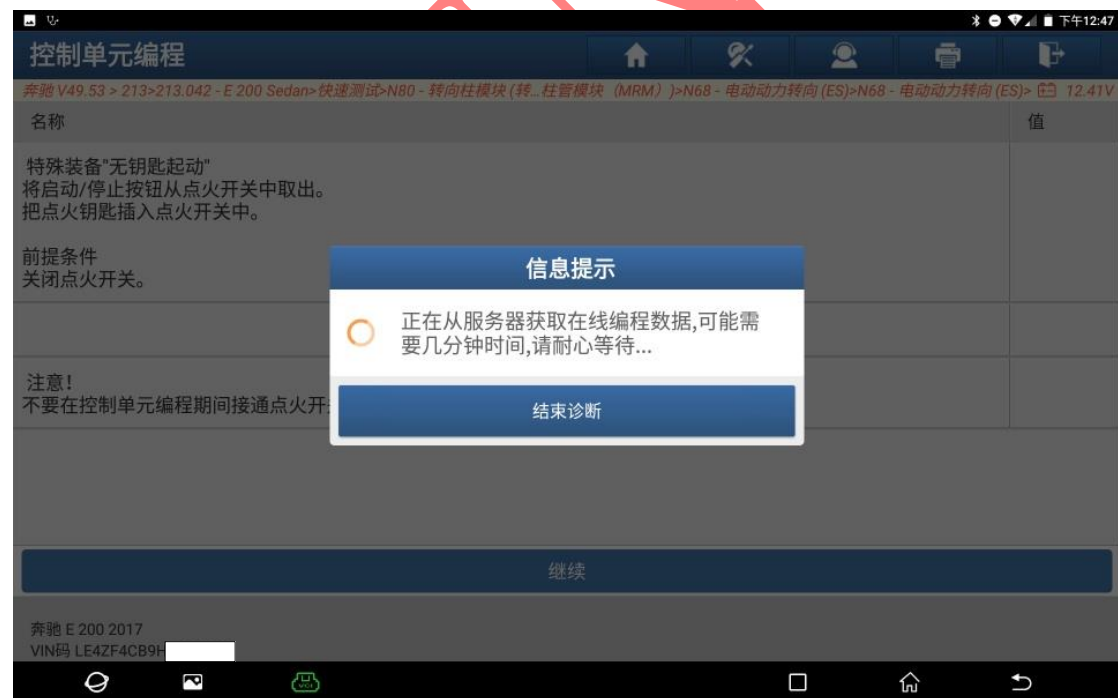 下午12:47
控制单元编程
奔驰 V49.53 > 213>213.042 - E 200 Sedan>快速测试>N80 - 转向柱模块 (转...柱管模块 (MRM) )>N68 - 电动动力转向 (ES)>N68 - 电动动力转向 (ES)> 12.41V
名称 值
特殊装备"无钥匙起动"
将启动/停止按钮从点火开关中取出。
把点火钥匙插入点火开关中。
前提条件
关闭点火开关。
信息提示
正在从服务器获取在线编程数据,可能需
要几分钟时间,请耐心等待...
注意！
不要在控制单元编程期间接通点火开
结束诊断
继续
奔驰 E 200 2017
VIN码 LE4ZF4CB9H
VCI